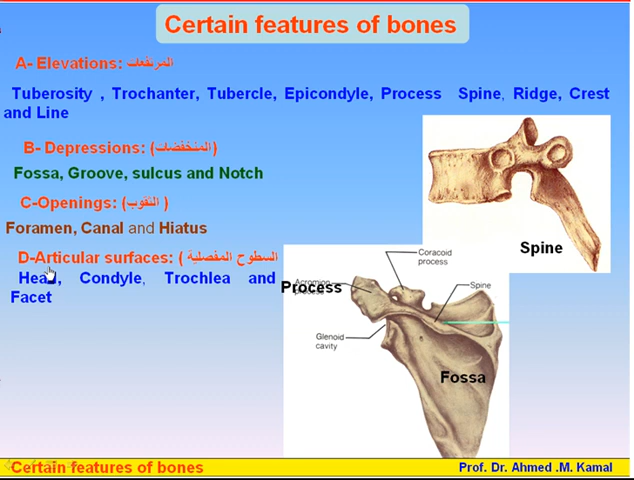 Certain features of bones
A- Elevations: المرتفعات
Tuberosity , Trochanter, Tubercle, Epicondyle, Process Spine, Ridge, Crest
and Line
B- Depressions: (المنخفضات)
Fossa, Groove, sulcus and Notch
C-Openings: (الثقوب )
Foramen, Canal and Hiatus
D-Articular surfaces: ( السطوح المفصلية
Head, Condyle, Trochlea and
Facet
Spine
Coracoid
process
Acromion
process
Process
Spine
Glenoid
cavity
Fossa
Certain features of bones
Prof. Dr. Ahmed .M. Kamal